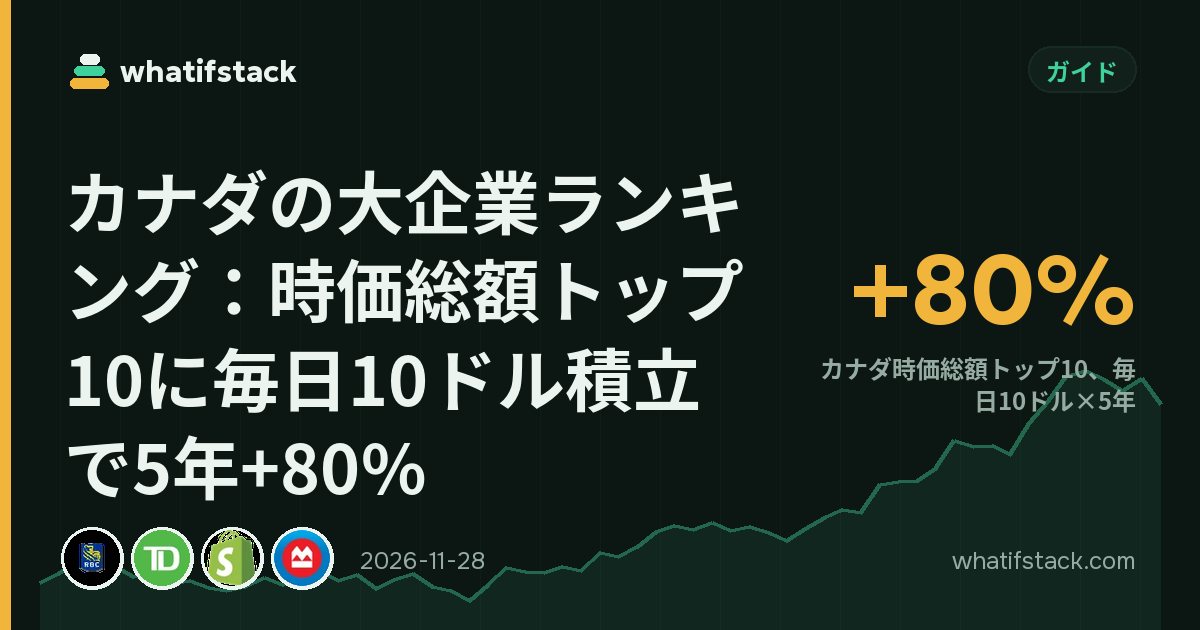 whatifstack
ガイド
カナダの大企業ランキ
ング：時価総額トップ
10に毎日10ドル積立
で5年+80%
+80%
カナダ時価総額トップ10、毎
日10ドル×5年
RBC
TD
S
2026-11-28
whatifstack.com